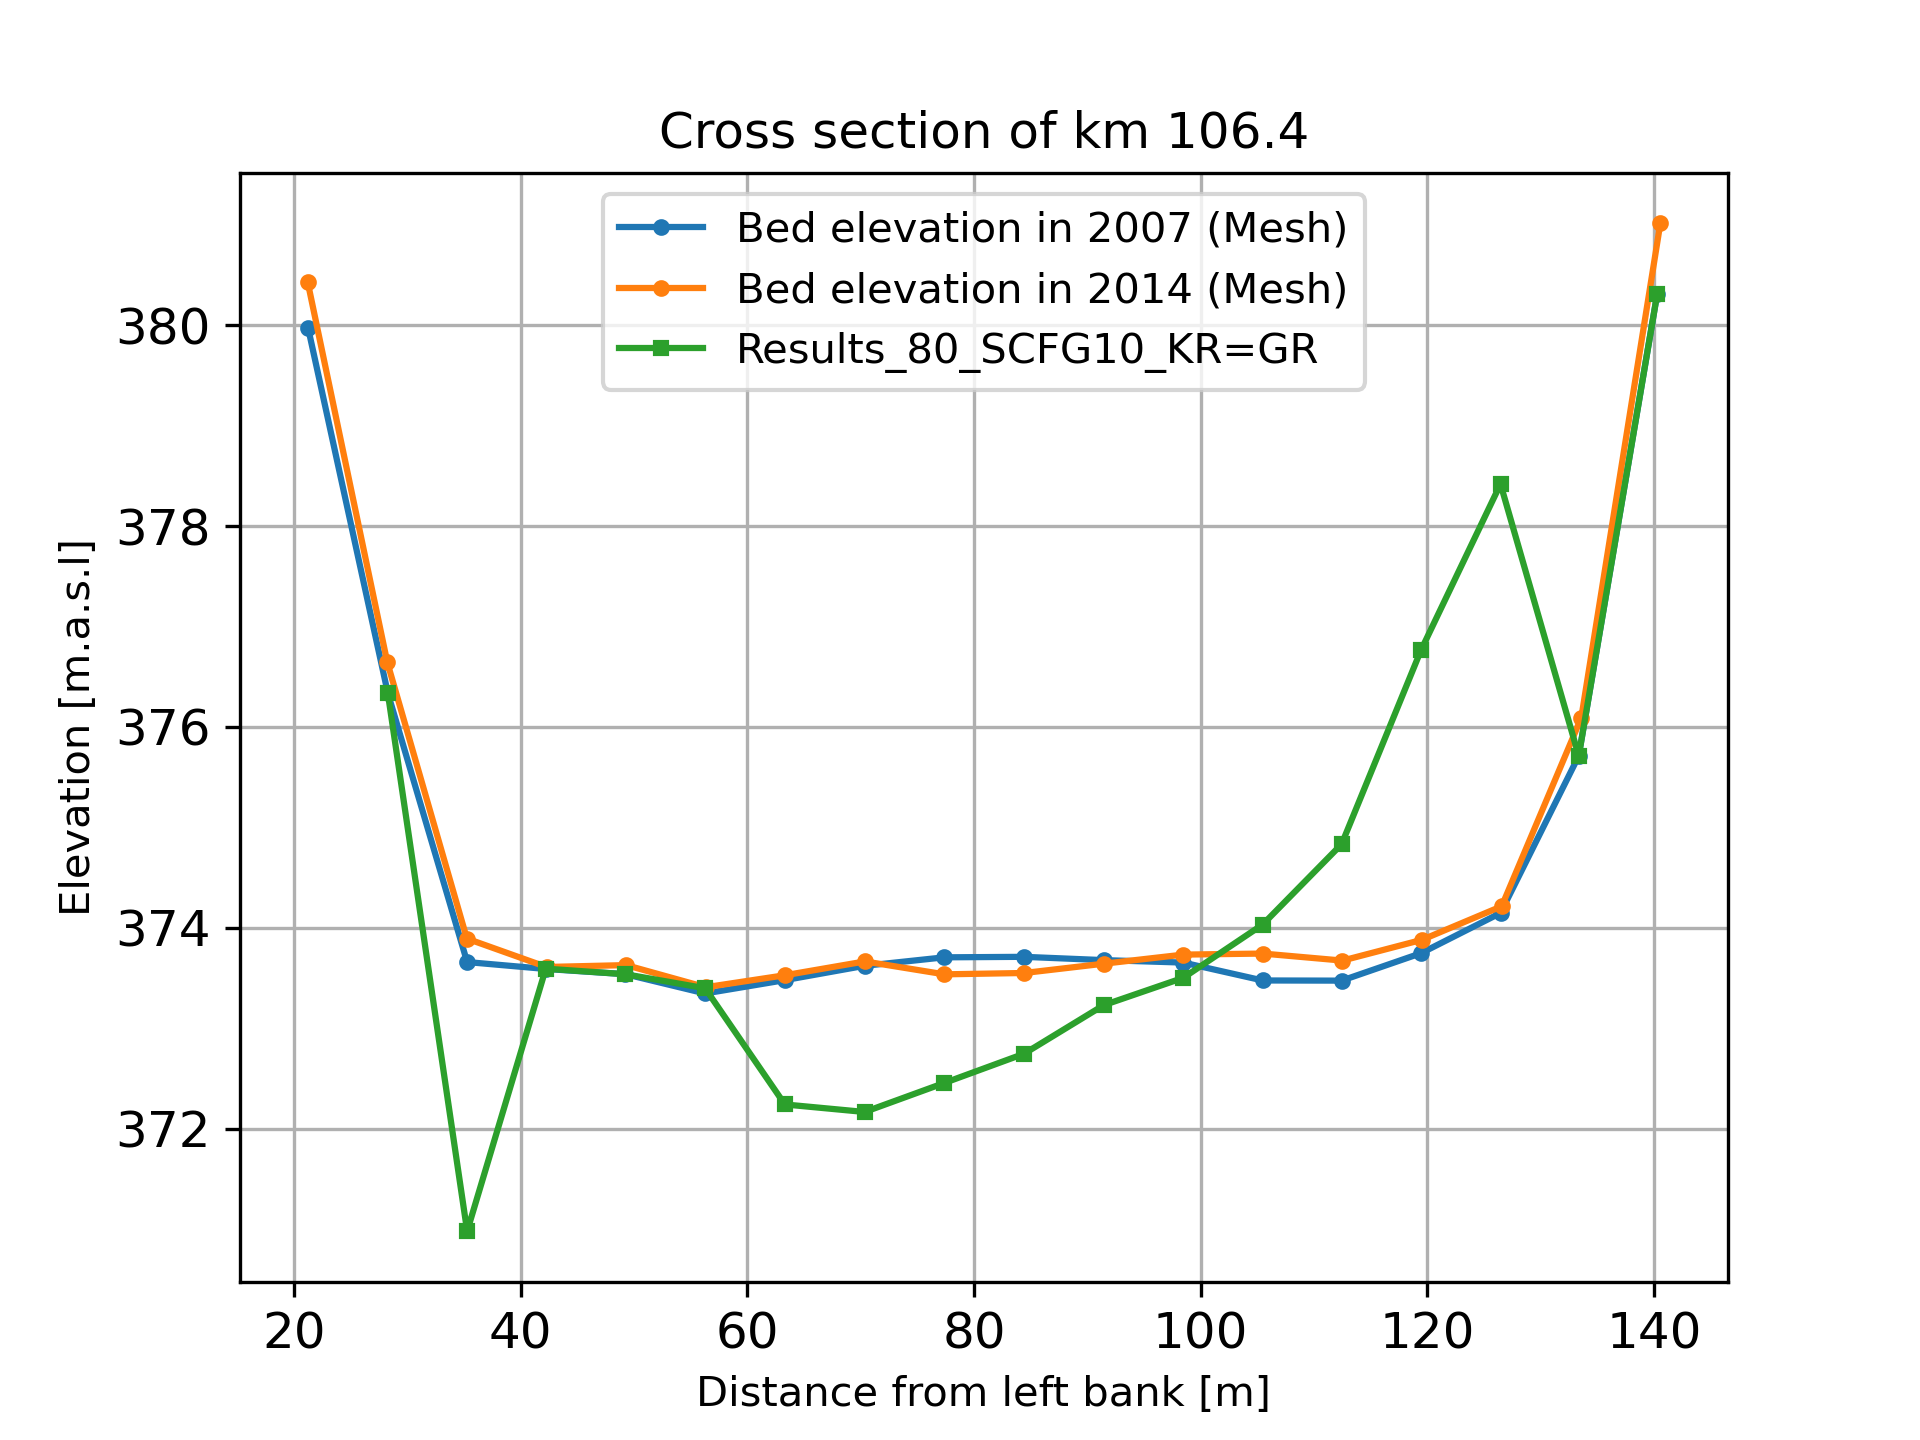 Cross section of km 106.4
Bed elevation in 2007 (Mesh)
Bed elevation in 2014 (Mesh)
Results_80_SCFG10_KR=GR
Elevation [m.a.s.l]
380
378
376
374
372
20 40 60 80 100 120 140
Distance from left bank [m]